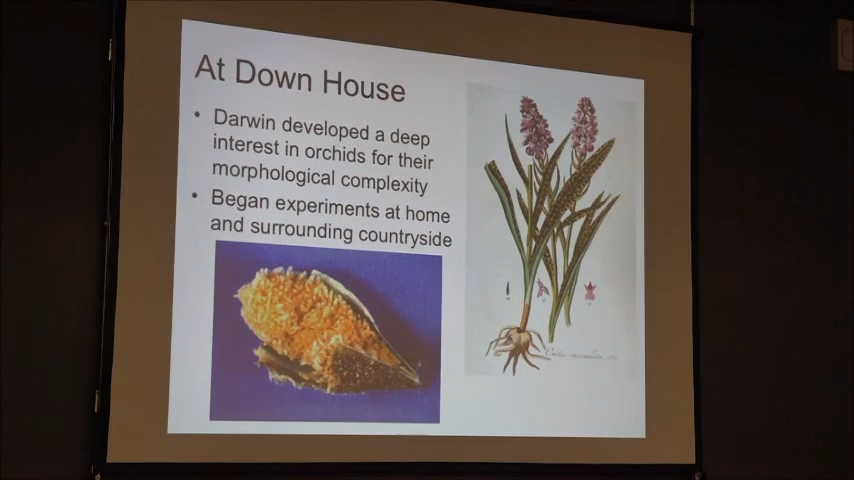 At Down House
• Darwin developed a deep
interest in orchids for their
morphological complexity
• Began experiments at home
and surrounding countryside